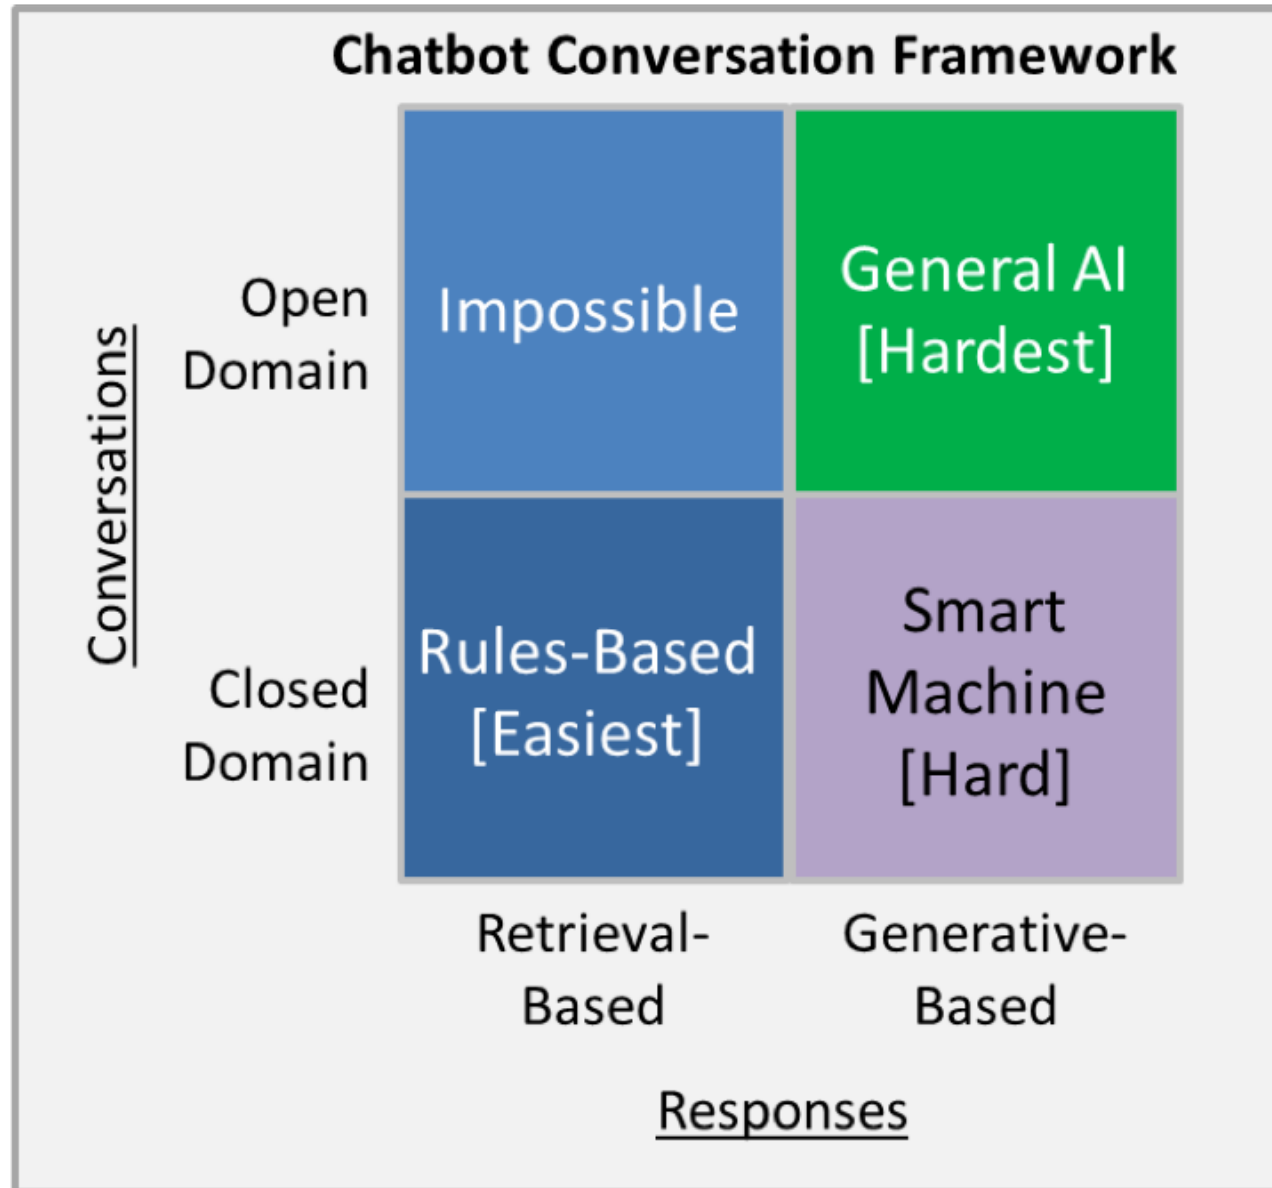 Chatbot Conversation Framework
Conversations
Open
Domain
Impossible
General AI
[Hardest]
Closed
Domain
Rules-Based
[Easiest]
Smart
Machine
[Hard]
Retrieval-
Based
Generative-
Based
Responses